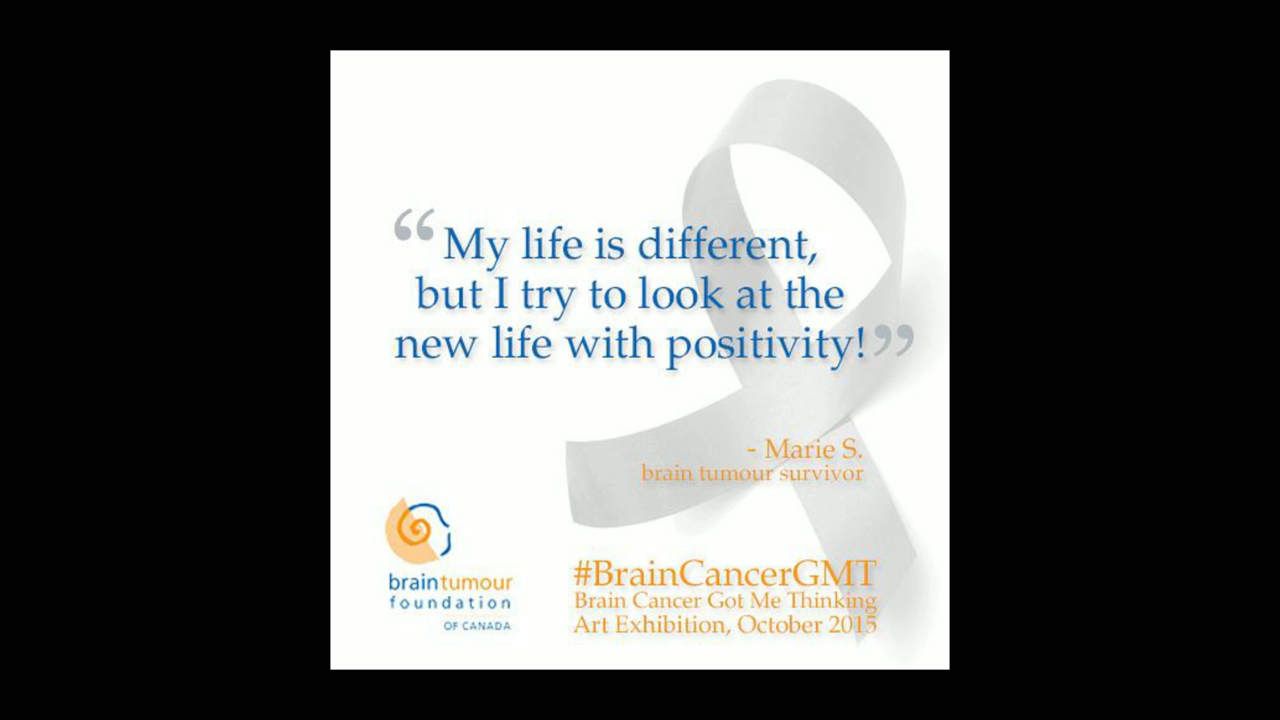 “My life is different,
but I try to look at the
new life with positivity!”
- Marie S.
brain tumour survivor
braintumour
foundation
OF CANADA
#BrainCancerGMT
Brain Cancer Got Me Thinking
Art Exhibition, October 2015